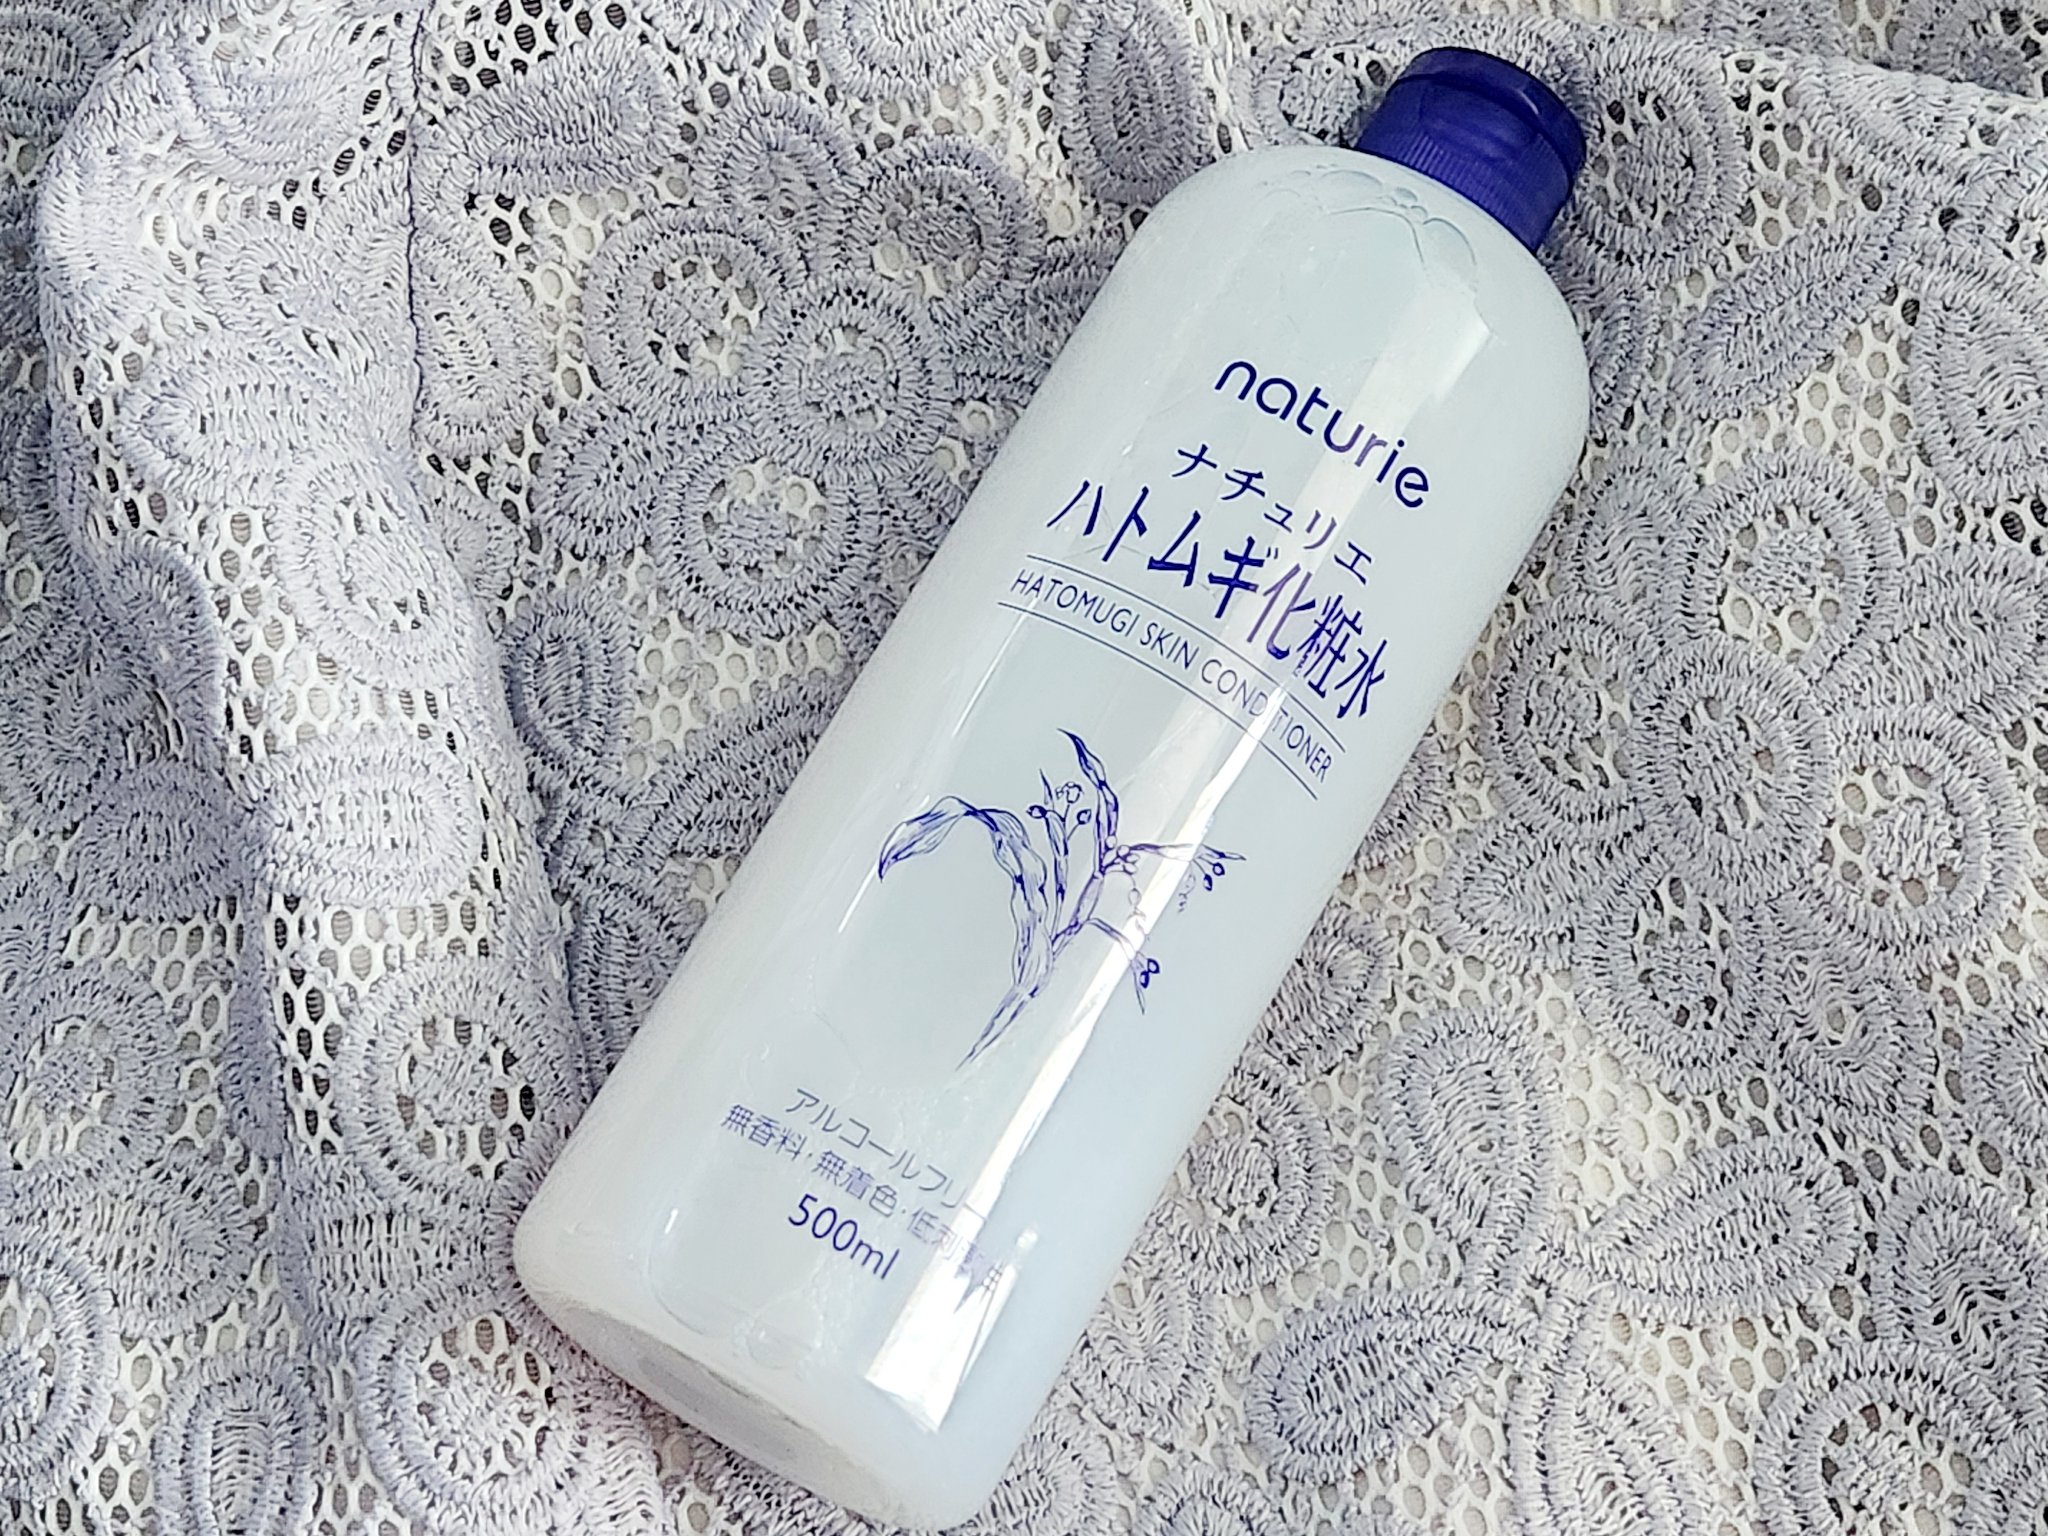 naturie
ナチュリエ
ハトムギ化粧水
HATOMUGI SKIN CONDITIONER
アルコールフリー
無香料・無着色・低刺激
500ml